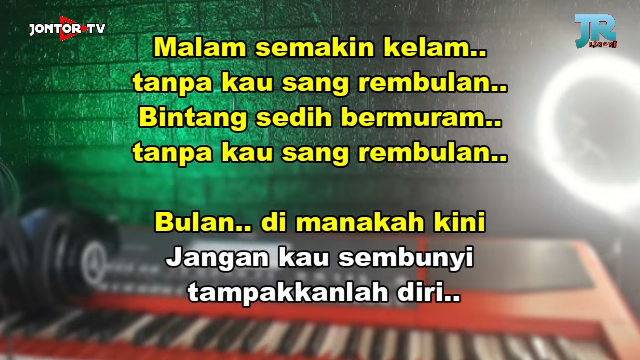 JONTOR TV
JR
Malam semakin kelam..
tanpa kau sang rembulan..
Bintang sedih bermuram..
tanpa kau sang rembulan..
Bulan.. di manakah kini
Jangan kau sembunyi
tampakkanlah diri..